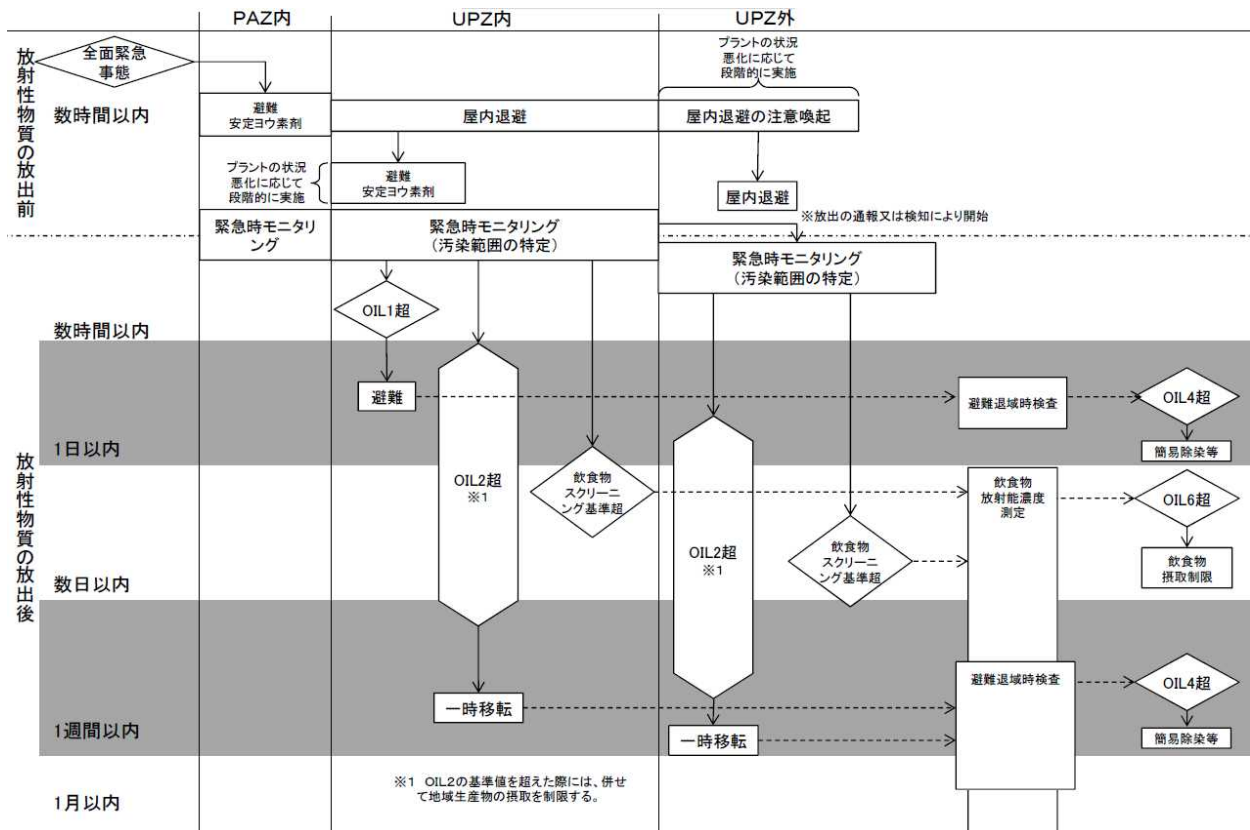 PAZ内
UPZ内
UPZ外
放射性物質の放出前
全面緊急
事態
プラントの状況
悪化に応じて
段階的に実施
数時間以内
避難
安定ヨウ素剤
屋内退避
屋内退避の注意喚起
プラントの状況
悪化に応じて
段階的に実施
避難
安定ヨウ素剤
屋内退避
※放出の通報又は検知により開始
緊急時モニタリ
ング
緊急時モニタリング
（汚染範囲の特定）
緊急時モニタリング
（汚染範囲の特定）
放射性物質の放出後
OIL1超
数時間以内
避難
避難退域時検査
OIL4超
簡易除染等
1日以内
OIL2超
※1
飲食物
スクリーニ
ング基準超
飲食物
放射能濃度
測定
OIL6超
OIL2超
※1
飲食物
スクリーニ
ング基準超
飲食物
摂取制限
数日以内
避難退域時検査
OIL4超
一時移転
一時移転
簡易除染等
1週間以内
※1　OIL2の基準値を超えた際には、併せ
て地域生産物の摂取を制限する。
1月以内